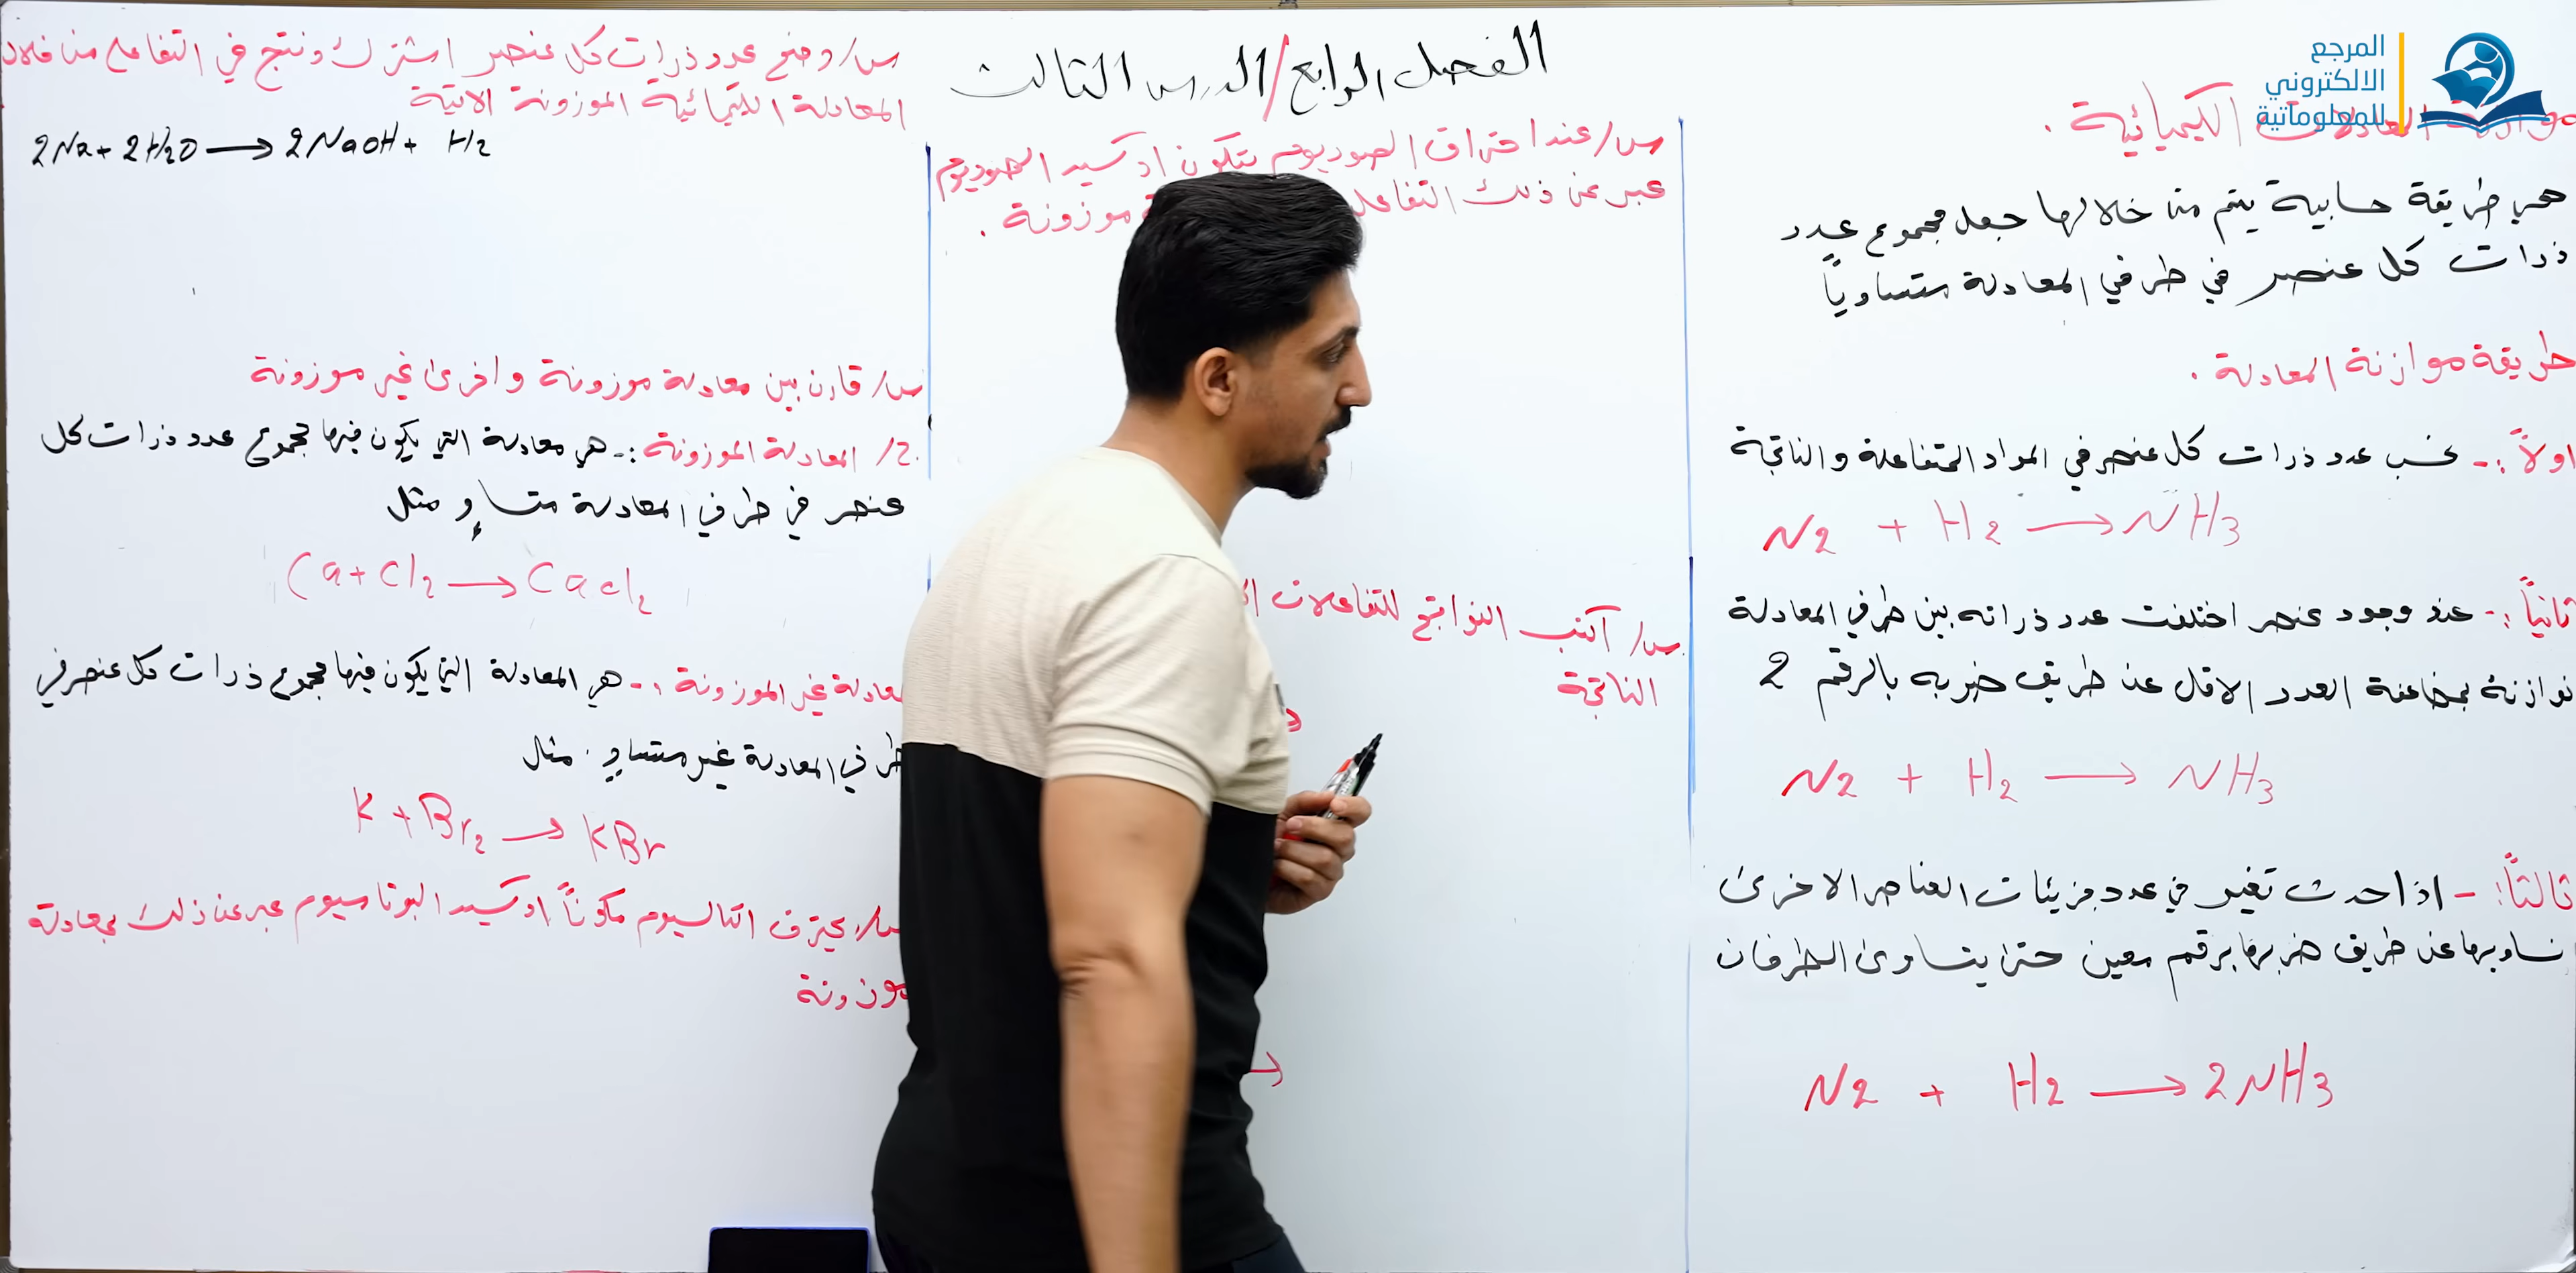 المرجع
الالكتروني
للمعلوماتية
الفصل الرابع/الدرس الثالث
الكيميائية .
هي طريقة حسابية يتم من خلالها جعل مجموع عدد
ذرات كل عنصر في طرفي المعادلة متساوياً
طريقة موازنة المعادلة .
اولاً :- نحسب عدد ذرات كل عنصر في المواد المتفاعلة والناتجة
N2 + H2 → NH3
ثانياً :- عند وجود عنصر اختلفت عدد ذراته بين طرفي المعادلة
نوازنة بمضاعفة العدد الاقل عن طريق ضربه بالرقم 2
N2 + H2 → NH3
ثالثاً :- اذا حدث تغير في عدد جزيئات العناصر الاخرى
نساويها عن طريق ضربها برقم معين حتى يتساوى الطرفان
N2 + H2 → 2NH3
س/ عند احتراق الصوديوم يتكون اوكسيد الصوديوم
عبر عن ذلك التفاعل موزونة .
س/ اكتب النواتج للتفاعلات
الناتجة
→
س/ وضح عدد ذرات كل عنصر اشترك ونتج في التفاعل من خلال
المعادلة الكيميائية الموزونة الاتية
2Na + 2H2O → 2NaOH + H2
س/ قارن بين معادلة موزونة واخرى غير موزونة
ج/ المعادلة الموزونة :- هي معادلة التي يكون فيها مجموع عدد ذرات كل
عنصر في طرفي المعادلة متساوٍ مثل
Ca + Cl2 → CaCl2
معادلة غير الموزونة :- هي المعادلة التي يكون فيها مجموع ذرات كل عنصر في
طرفي المعادلة غير متساوٍ . مثال
K + Br2 → KBr
س/ يحترق البوتاسيوم مكوناً اوكسيد البوتاسيوم عبر عن ذلك بمعادلة
موزونة